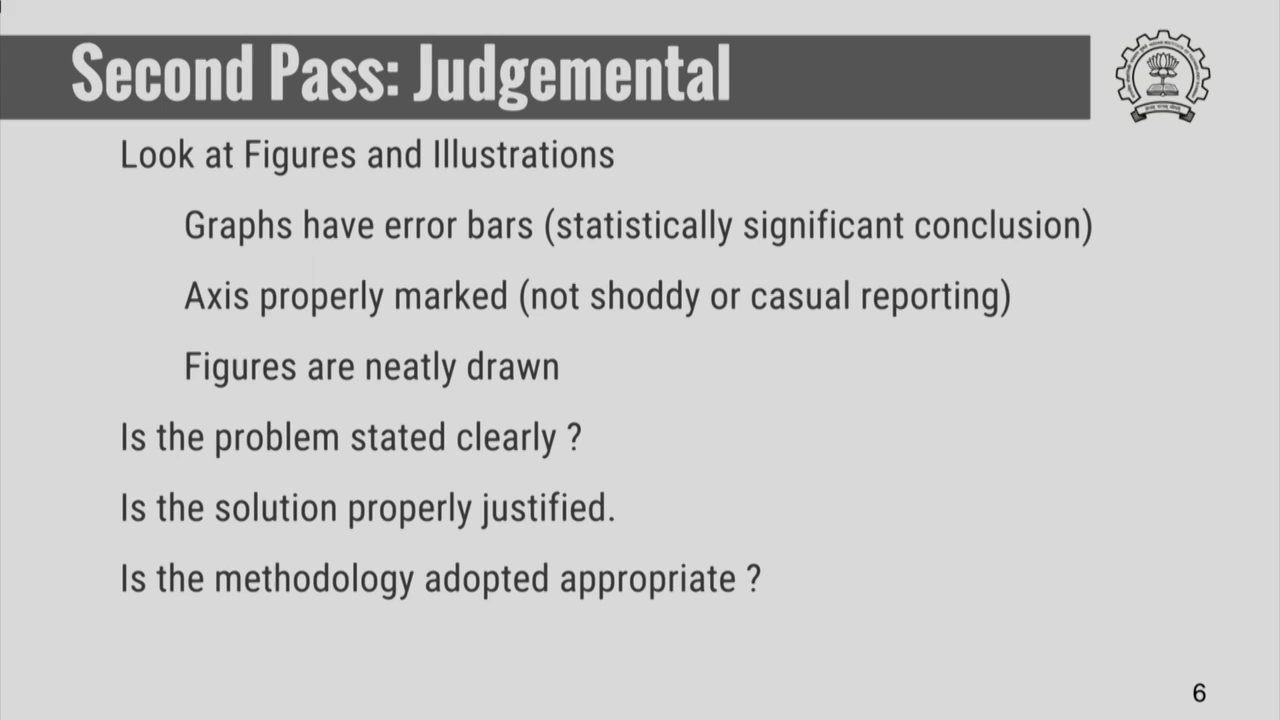 Second Pass: Judgemental
Look at Figures and Illustrations
Graphs have error bars (statistically significant conclusion)
Axis properly marked (not shoddy or casual reporting)
Figures are neatly drawn
Is the problem stated clearly ?
Is the solution properly justified.
Is the methodology adopted appropriate ?
6